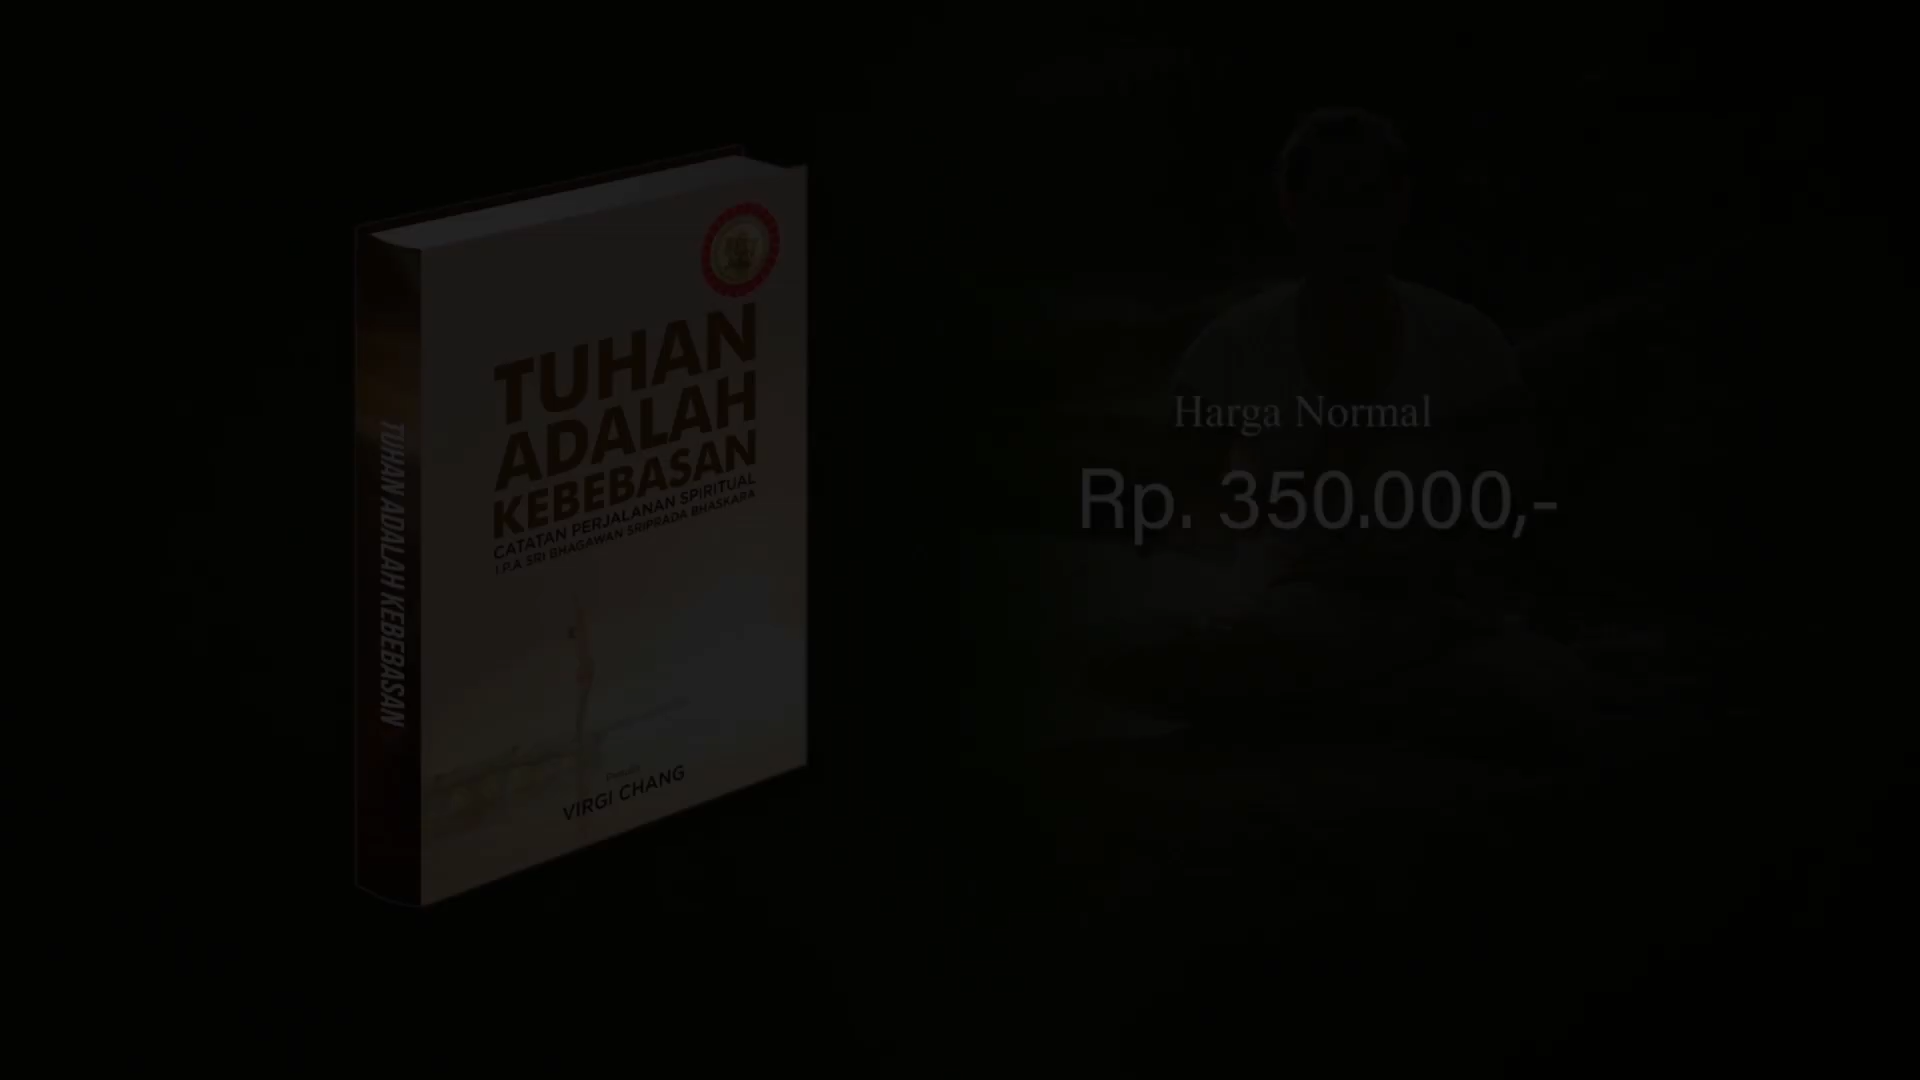 TUHAN
ADALAH
KEBEBASAN
CATATAN PERJALANAN SPIRITUAL
I.P.A SRI BHAGAWAN SRIPRADA BHASKARA
VIRGI CHANG
TUHAN ADALAH KEBEBASAN
Harga Normal
Rp. 350.000,-